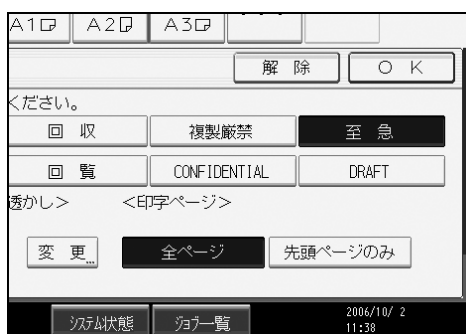 A1 A2 A3
解 除 O K
ください。
回 収 複製厳禁 至 急
回 覧 CONFIDENTIAL DRAFT
透かし> <印字ページ>
変 更... 全ページ 先頭ページのみ
システム状態 ジョブ一覧 2006/10/ 2
11:38